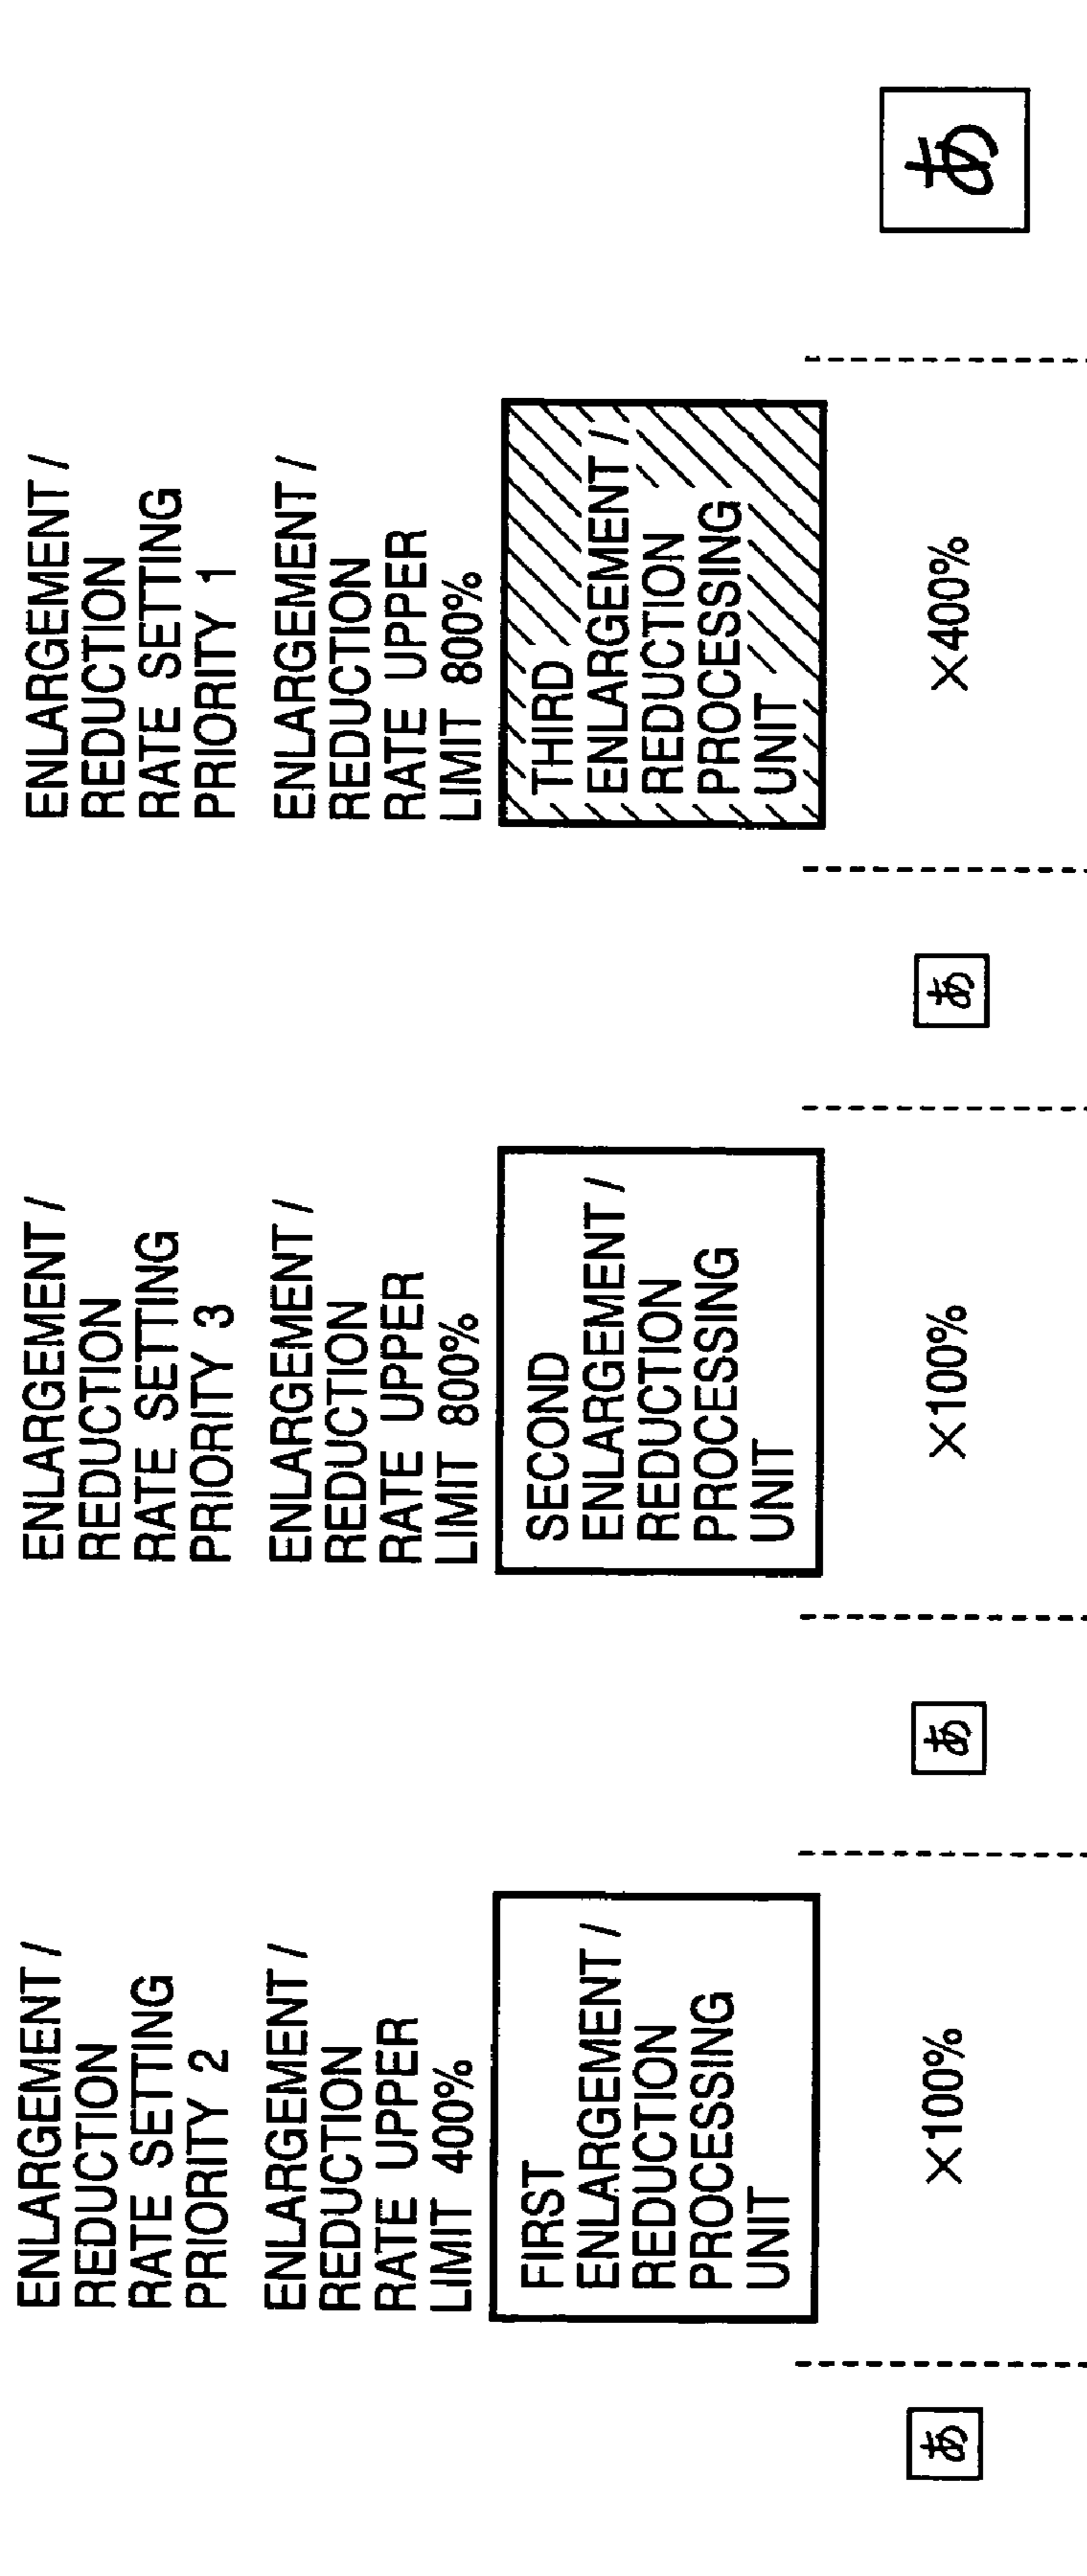 ENLARGEMENT /
REDUCTION
RATE SETTING
PRIORITY 2
ENLARGEMENT /
REDUCTION
RATE UPPER
LIMIT 400%
FIRST
ENLARGEMENT /
REDUCTION
PROCESSING
UNIT
ENLARGEMENT /
REDUCTION
RATE SETTING
PRIORITY 3
ENLARGEMENT /
REDUCTION
RATE UPPER
LIMIT 800%
SECOND
ENLARGEMENT /
REDUCTION
PROCESSING
UNIT
ENLARGEMENT /
REDUCTION
RATE SETTING
PRIORITY 1
ENLARGEMENT /
REDUCTION
RATE UPPER
LIMIT 800%
THIRD
ENLARGEMENT /
REDUCTION
PROCESSING
UNIT
あ
×100%
あ
×100%
あ
×400%
あ